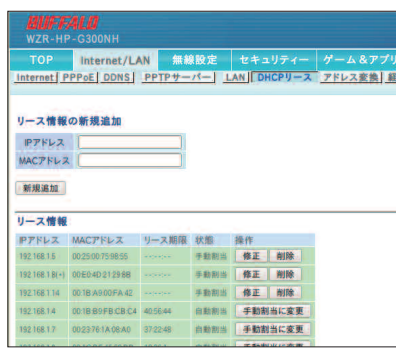 BUFFALO
WZR-HP-G300NH
TOP Internet/LAN 無線設定 セキュリティー ゲーム&アプリ
Internet PPPoE DDNS PPTPサーバー LAN DHCPリース アドレス変換
リース情報の新規追加
IPアドレス
MACアドレス
新規追加
リース情報
IPアドレス MACアドレス リース期限 状態 操作
192.168.1.5 00:25:00:75:98:55 --:--:-- 手動割当 修正 削除
192.168.1.8(*) 00:E0:4D:21:29:8B --:--:-- 手動割当 修正 削除
192.168.1.14 00:1B:A9:00:FA:42 --:--:-- 手動割当 修正 削除
192.168.1.4 00:1B:B9:FB:CB:C4 40:56:44 自動割当 手動割当に変更
192.168.1.7 00:23:76:1A:08:A0 37:22:48 自動割当 手動割当に変更